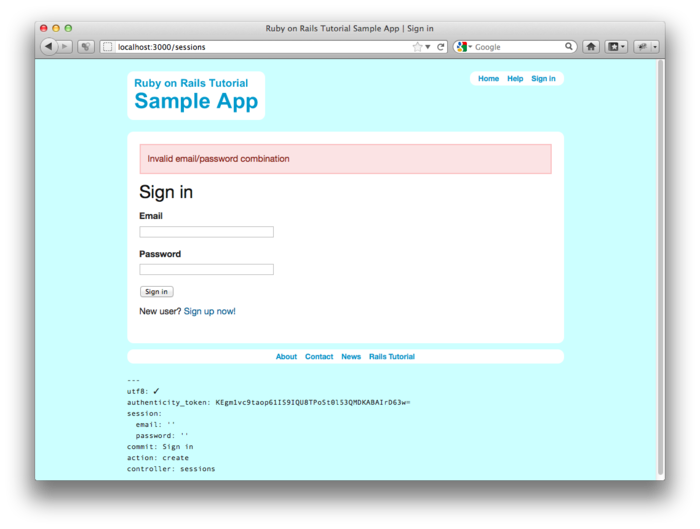 Ruby on Rails Tutorial Sample App | Sign in
localhost:3000/sessions
Google
Ruby on Rails Tutorial
Sample App
Home Help Sign in
Invalid email/password combination
Sign in
Email
Password
Sign in
New user? Sign up now!
About Contact News Rails Tutorial
---
utf8: ✓
authenticity_token: KEgm1vc9taop61I59IQU8TPoSt0l53QMDKABAIrD63w=
session:
email: ''
password: ''
commit: Sign in
action: create
controller: sessions